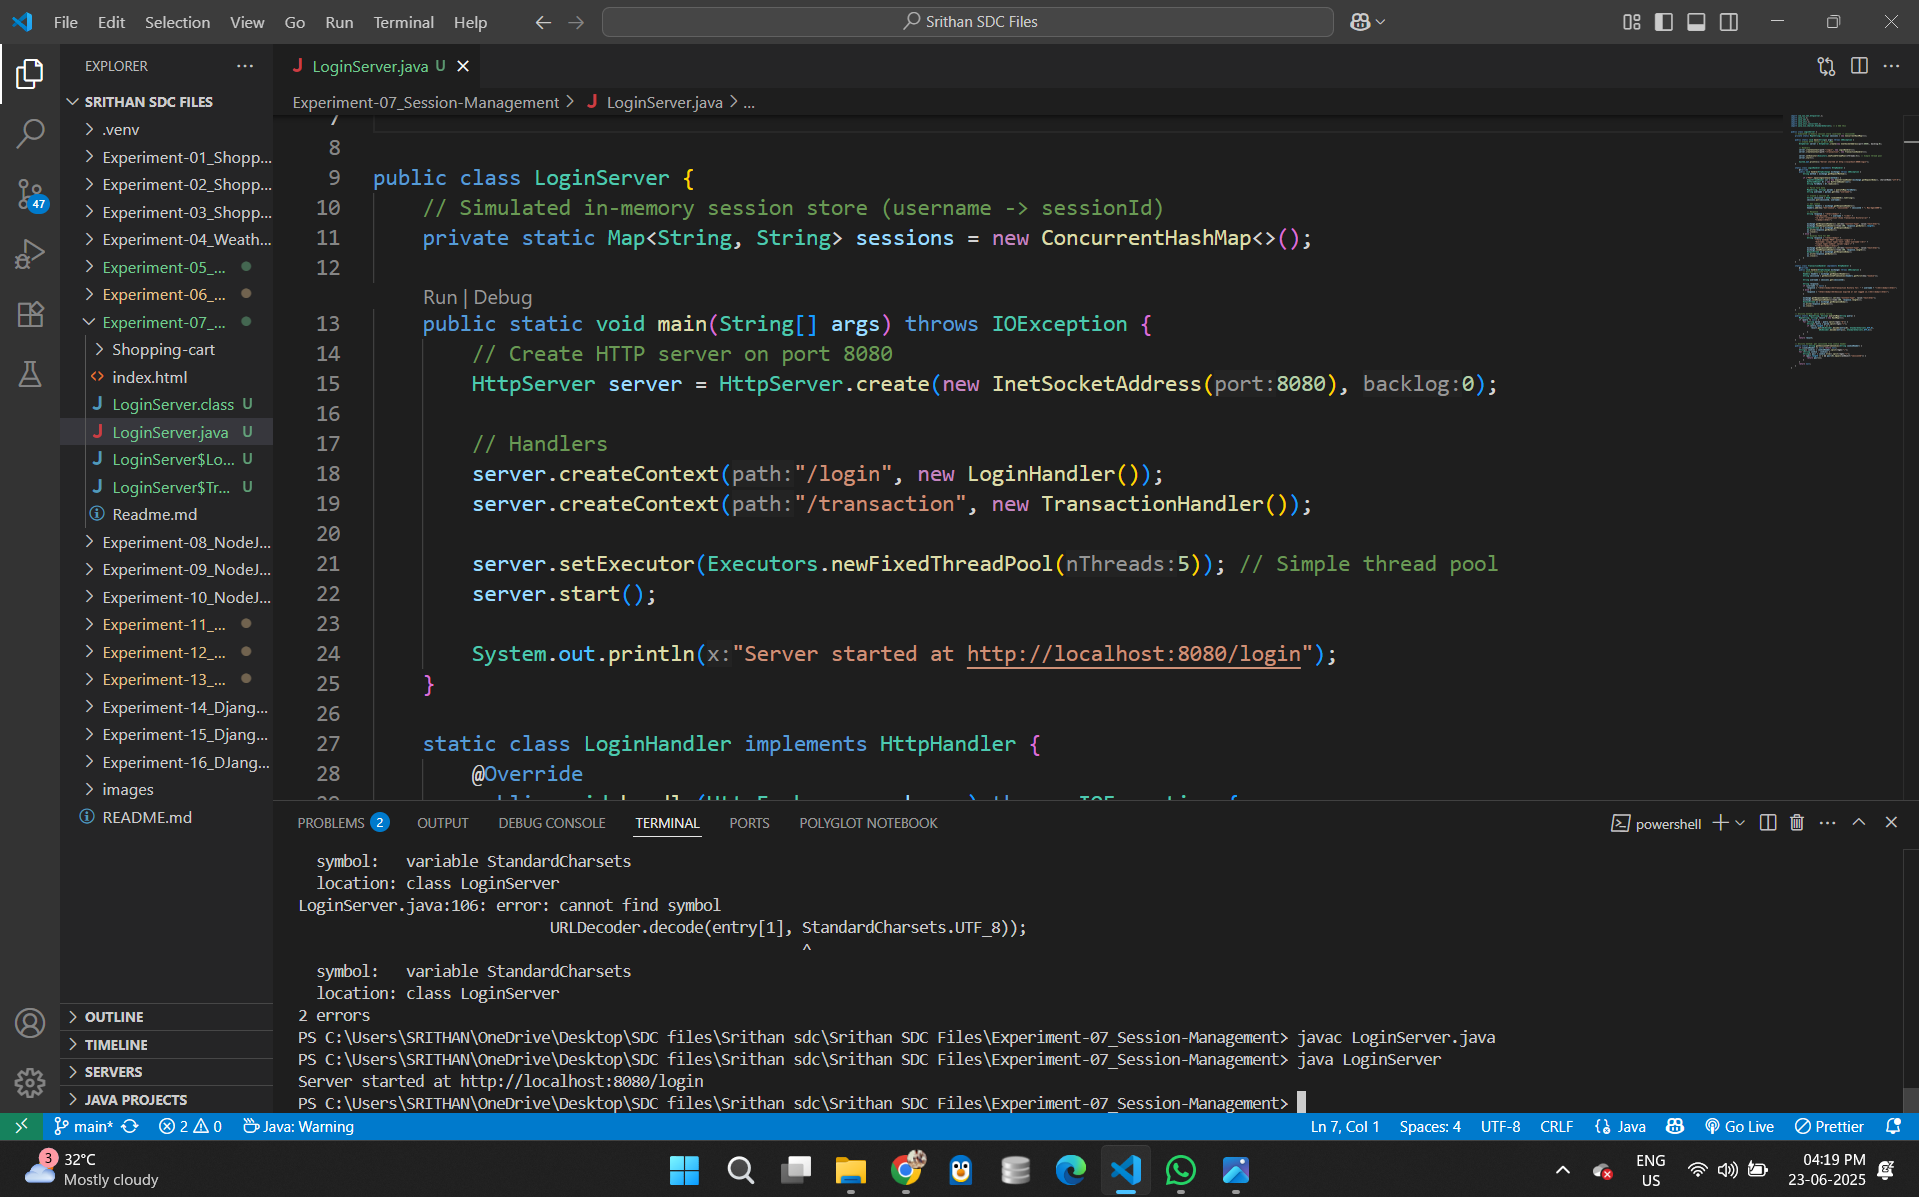 File Edit Selection View Go Run Terminal Help
Srithan SDC Files
EXPLORER
SRITHAN SDC FILES
.venv
Experiment-01_Shopp...
Experiment-02_Shopp...
Experiment-03_Shopp...
Experiment-04_Weath...
Experiment-05_...
Experiment-06_...
Experiment-07_...
Shopping-cart
index.html
LoginServer.class U
LoginServer.java U
LoginServer$Lo... U
LoginServer$Tr... U
Readme.md
Experiment-08_NodeJ...
Experiment-09_NodeJ...
Experiment-10_NodeJ...
Experiment-11_...
Experiment-12_...
Experiment-13_...
Experiment-14_Djang...
Experiment-15_Djang...
Experiment-16_DJang...
images
README.md
OUTLINE
TIMELINE
SERVERS
JAVA PROJECTS
47
J LoginServer.java U
Experiment-07_Session-Management > J LoginServer.java > ...
7
8
9 public class LoginServer {
10 // Simulated in-memory session store (username -> sessionId)
11 private static Map<String, String> sessions = new ConcurrentHashMap<>();
12
Run | Debug
13 public static void main(String[] args) throws IOException {
14 // Create HTTP server on port 8080
15 HttpServer server = HttpServer.create(new InetSocketAddress(port:8080), backlog:0);
16
17 // Handlers
18 server.createContext(path:"/login", new LoginHandler());
19 server.createContext(path:"/transaction", new TransactionHandler());
20
21 server.setExecutor(Executors.newFixedThreadPool(nThreads:5)); // Simple thread pool
22 server.start();
23
24 System.out.println(x:"Server started at http://localhost:8080/login");
25 }
26
27 static class LoginHandler implements HttpHandler {
28 @Override
PROBLEMS 2 OUTPUT DEBUG CONSOLE TERMINAL PORTS POLYGLOT NOTEBOOK
powershell
symbol: variable StandardCharsets
location: class LoginServer
LoginServer.java:106: error: cannot find symbol
URLDecoder.decode(entry[1], StandardCharsets.UTF_8));
^
symbol: variable StandardCharsets
location: class LoginServer
2 errors
PS C:\Users\SRITHAN\OneDrive\Desktop\SDC files\Srithan sdc\Srithan SDC Files\Experiment-07_Session-Management> javac LoginServer.java
PS C:\Users\SRITHAN\OneDrive\Desktop\SDC files\Srithan sdc\Srithan SDC Files\Experiment-07_Session-Management> java LoginServer
Server started at http://localhost:8080/login
PS C:\Users\SRITHAN\OneDrive\Desktop\SDC files\Srithan sdc\Srithan SDC Files\Experiment-07_Session-Management>
main* 2 0 Java: Warning
Ln 7, Col 1 Spaces: 4 UTF-8 CRLF {} Java Go Live Prettier
3
32°C
Mostly cloudy
ENG
US
04:19 PM
23-06-2025